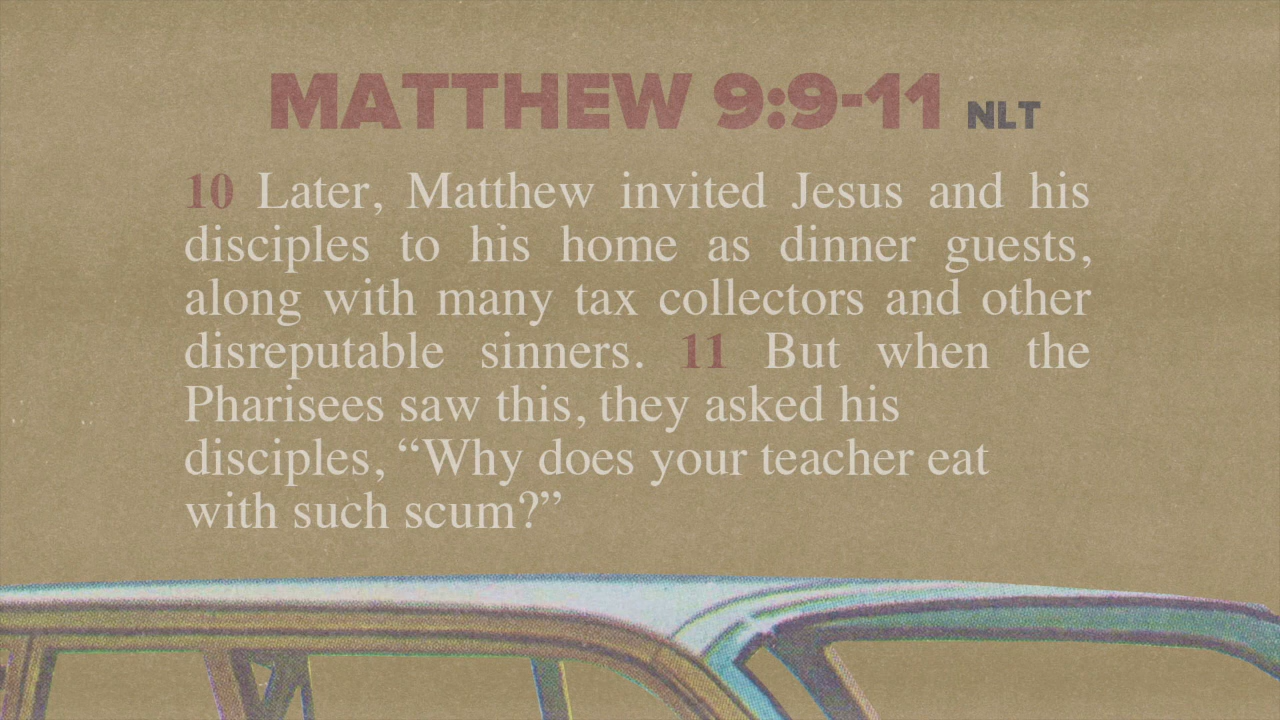 MATTHEW 9:9-11 NLT
10 Later, Matthew invited Jesus and his
disciples to his home as dinner guests,
along with many tax collectors and other
disreputable sinners. 11 But when the
Pharisees saw this, they asked his
disciples, “Why does your teacher eat
with such scum?”